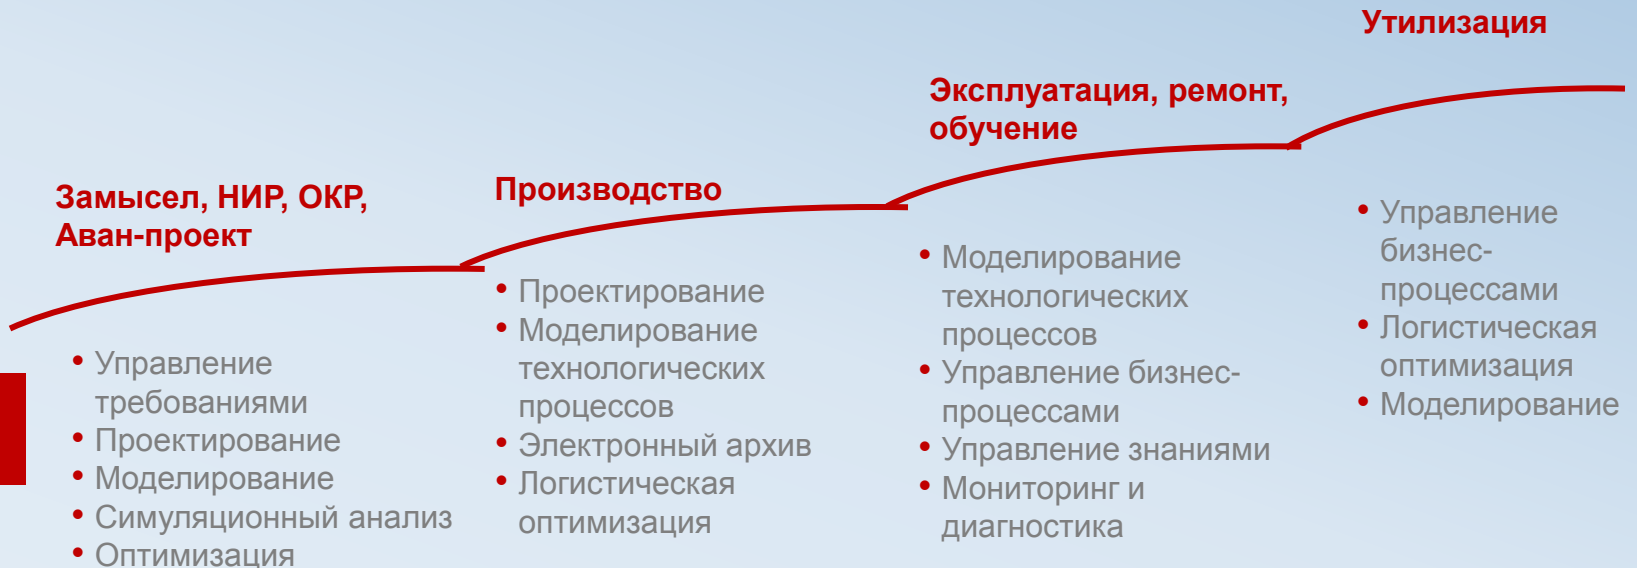 Замысел, НИР, ОКР,
Аван-проект
• Управление
требованиями
• Проектирование
• Моделирование
• Симуляционный анализ
• Оптимизация
Производство
• Проектирование
• Моделирование
технологических
процессов
• Электронный архив
• Логистическая
оптимизация
Эксплуатация, ремонт,
обучение
• Моделирование
технологических
процессов
• Управление бизнес-
процессами
• Управление знаниями
• Мониторинг и
диагностика
Утилизация
• Управление
бизнес-
процессами
• Логистическая
оптимизация
• Моделирование